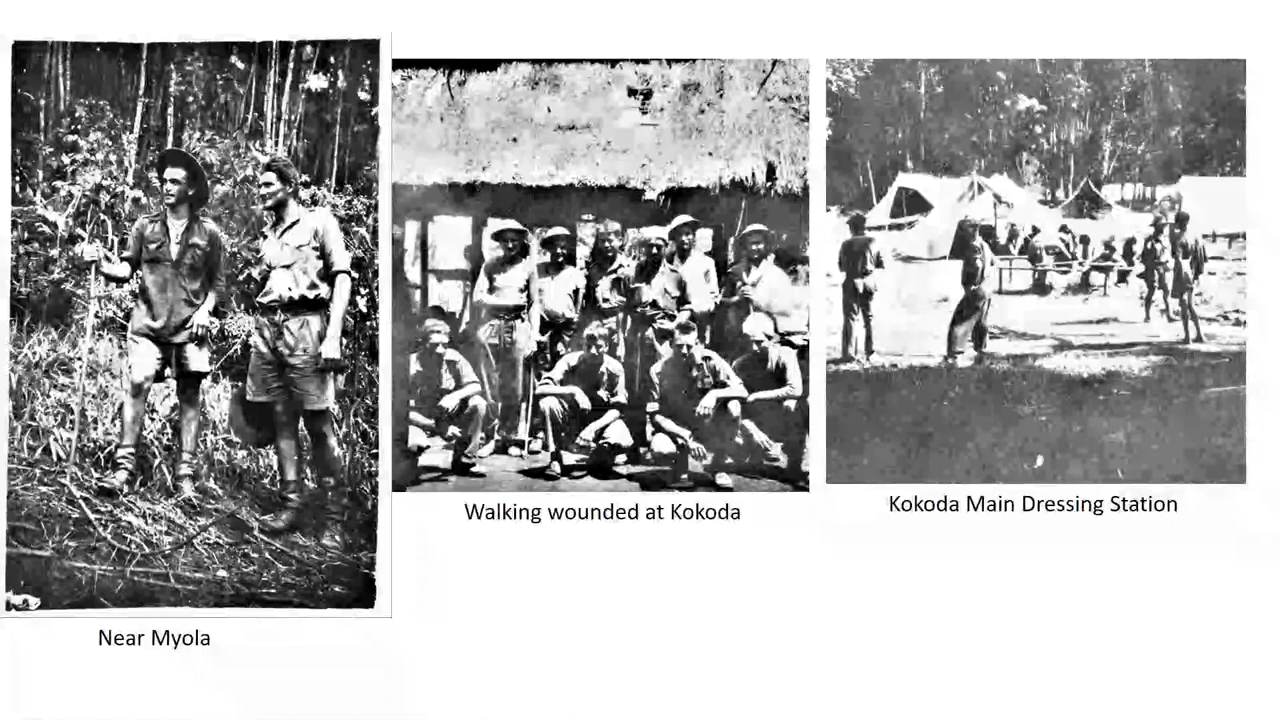 Near Myola
Walking wounded at Kokoda
Kokoda Main Dressing Station